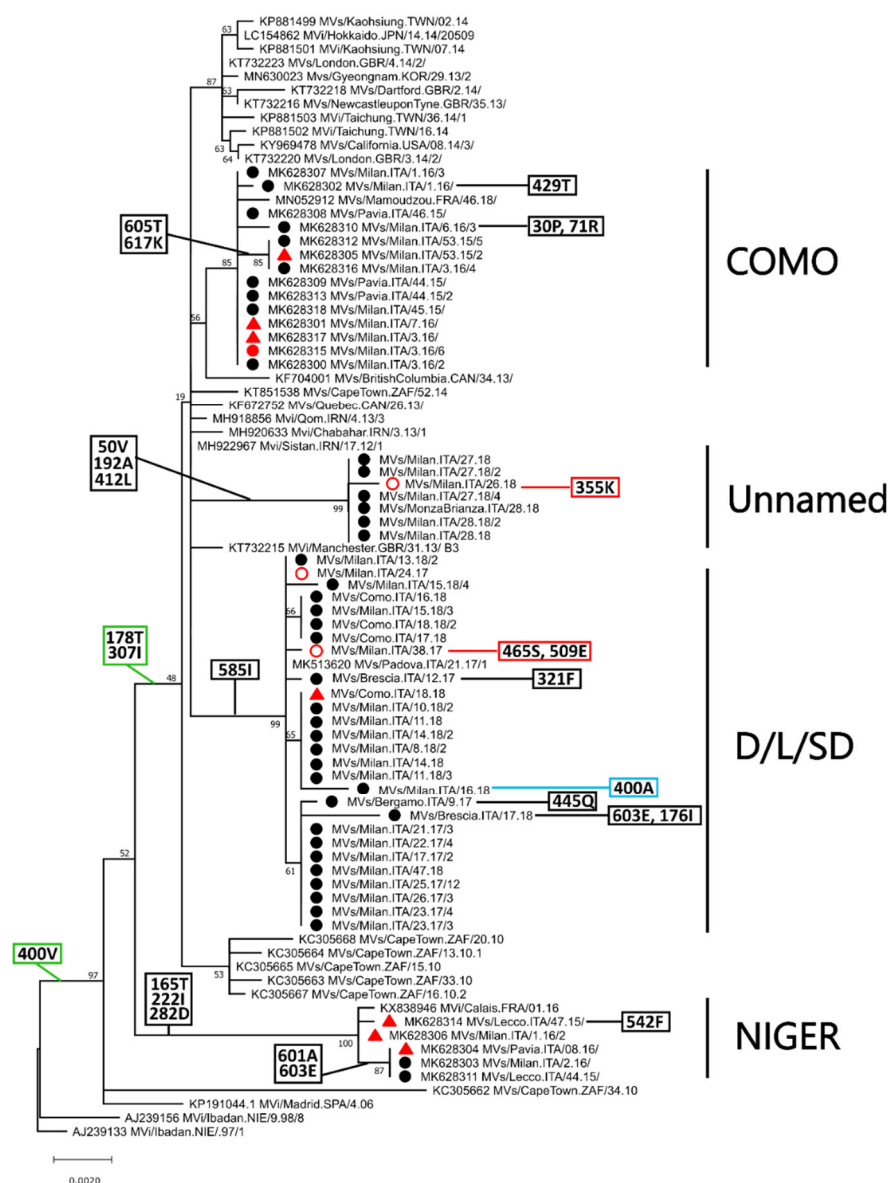 KP881499 MVs/Kaohsiung.TWN/02.14
63
LC154862 MVi/Hokkaido.JPN/14.14/20509
KP881501 MVi/Kaohsiung.TWN/07.14
KT732223 MVs/London.GBR/4.14/2/
87
MN630023 Mvs/Gyeongnam.KOR/29.13/2
63
KT732218 MVs/Dartford.GBR/2.14/
KT732216 MVs/NewcastleuponTyne.GBR/35.13/
KP881503 MVi/Taichung.TWN/36.14/1
KP881502 MVi/Taichung.TWN/16.14
63
KY969478 MVs/California.USA/08.14/3/
64
KT732220 MVs/London.GBR/3.14/2/
MK628307 MVs/Milan.ITA/1.16/3
MK628302 MVs/Milan.ITA/1.16/
429T
MN052912 MVs/Mamoudzou.FRA/46.18/
MK628308 MVs/Pavia.ITA/46.15/
605T
617K
MK628310 MVs/Milan.ITA/6.16/3
30P, 71R
MK628312 MVs/Milan.ITA/53.15/5
MK628305 MVs/Milan.ITA/53.15/2
85
85
MK628316 MVs/Milan.ITA/3.16/4
COMO
MK628309 MVs/Pavia.ITA/44.15/
MK628313 MVs/Pavia.ITA/44.15/2
MK628318 MVs/Milan.ITA/45.15/
56
MK628301 MVs/Milan.ITA/7.16/
MK628317 MVs/Milan.ITA/3.16/
MK628315 MVs/Milan.ITA/3.16/6
MK628300 MVs/Milan.ITA/3.16/2
KF704001 MVs/BritishColumbia.CAN/34.13/
19
KT851538 MVs/CapeTown.ZAF/52.14
KF672752 MVs/Quebec.CAN/26.13/
MH918856 Mvi/Qom.IRN/4.13/3
MH920633 Mvi/Chabahar.IRN/3.13/1
MH922967 Mvi/Sistan.IRN/17.12/1
50V
192A
412L
MVs/Milan.ITA/27.18
MVs/Milan.ITA/27.18/2
MVs/Milan.ITA/26.18
355K
MVs/Milan.ITA/27.18/4
99
MVs/MonzaBrianza.ITA/28.18
MVs/Milan.ITA/28.18/2
MVs/Milan.ITA/28.18
Unnamed
KT732215 MVi/Manchester.GBR/31.13/ B3
MVs/Milan.ITA/13.18/2
MVs/Milan.ITA/24.17
MVs/Milan.ITA/15.18/4
MVs/Como.ITA/16.18
66
MVs/Milan.ITA/15.18/3
MVs/Como.ITA/18.18/2
MVs/Como.ITA/17.18
178T
307I
MVs/Milan.ITA/38.17
465S, 509E
MK513620 MVs/Padova.ITA/21.17/1
585I
48
MVs/Brescia.ITA/12.17
321F
MVs/Como.ITA/18.18
MVs/Milan.ITA/10.18/2
99
MVs/Milan.ITA/11.18
65
MVs/Milan.ITA/14.18/2
MVs/Milan.ITA/8.18/2
D/L/SD
MVs/Milan.ITA/14.18
MVs/Milan.ITA/11.18/3
MVs/Milan.ITA/16.18
400A
MVs/Bergamo.ITA/9.17
445Q
MVs/Brescia.ITA/17.18
603E, 176I
MVs/Milan.ITA/21.17/3
MVs/Milan.ITA/22.17/4
52
MVs/Milan.ITA/17.17/2
61
MVs/Milan.ITA/47.18
MVs/Milan.ITA/25.17/12
MVs/Milan.ITA/26.17/3
MVs/Milan.ITA/23.17/4
MVs/Milan.ITA/23.17/3
KC305668 MVs/CapeTown.ZAF/20.10
400V
KC305664 MVs/CapeTown.ZAF/13.10.1
KC305665 MVs/CapeTown.ZAF/15.10
97
53
KC305663 MVs/CapeTown.ZAF/33.10
KC305667 MVs/CapeTown.ZAF/16.10.2
165T
222I
282D
KX838946 MVi/Calais.FRA/01.16
MK628314 MVs/Lecco.ITA/47.15/
542F
MK628306 MVs/Milan.ITA/1.16/2
100
NIGER
601A
603E
MK628304 MVs/Pavia.ITA/08.16/
MK628303 MVs/Milan.ITA/2.16/
87
MK628311 MVs/Lecco.ITA/44.15/
KC305662 MVs/CapeTown.ZAF/34.10
KP191044.1 MVi/Madrid.SPA/4.06
AJ239156 MVi/Ibadan.NIE/9.98/8
AJ239133 MVi/Ibadan.NIE/.97/1
0.0020